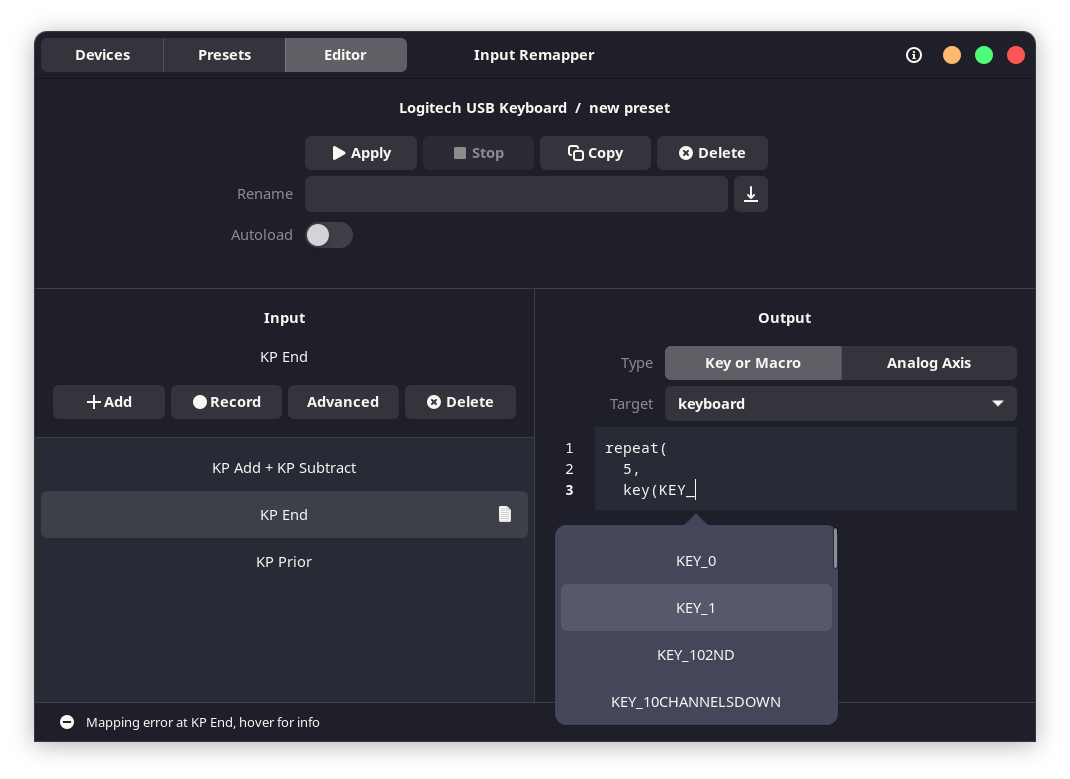 Devices Presets Editor Input Remapper
Logitech USB Keyboard / new preset
Apply Stop Copy Delete
Rename
Autoload
Input
KP End
Add Record Advanced Delete
KP Add + KP Subtract
KP End
KP Prior
Output
Type Key or Macro Analog Axis
Target keyboard
1 repeat(
2 5,
3 key(KEY_
KEY_0
KEY_1
KEY_102ND
KEY_10CHANNELSDOWN
Mapping error at KP End, hover for info